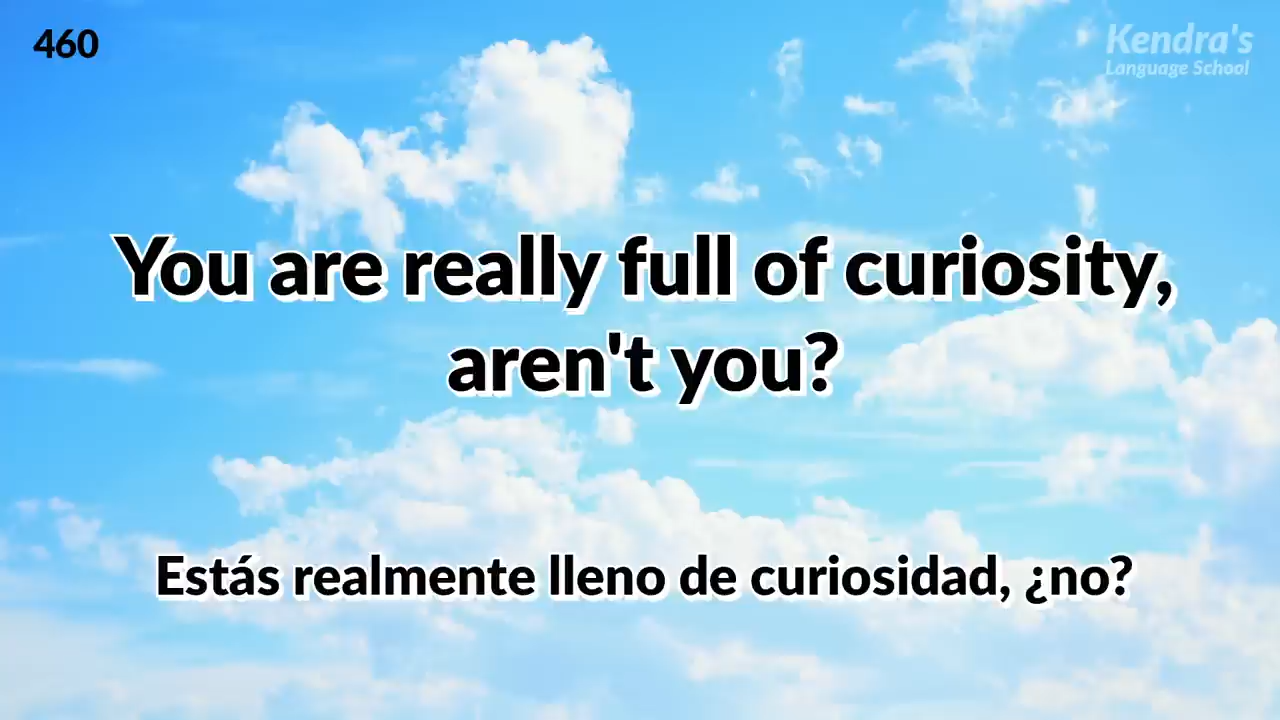 460
Kendra's
Language School
You are really full of curiosity,
aren't you?
Estás realmente lleno de curiosidad, ¿no?